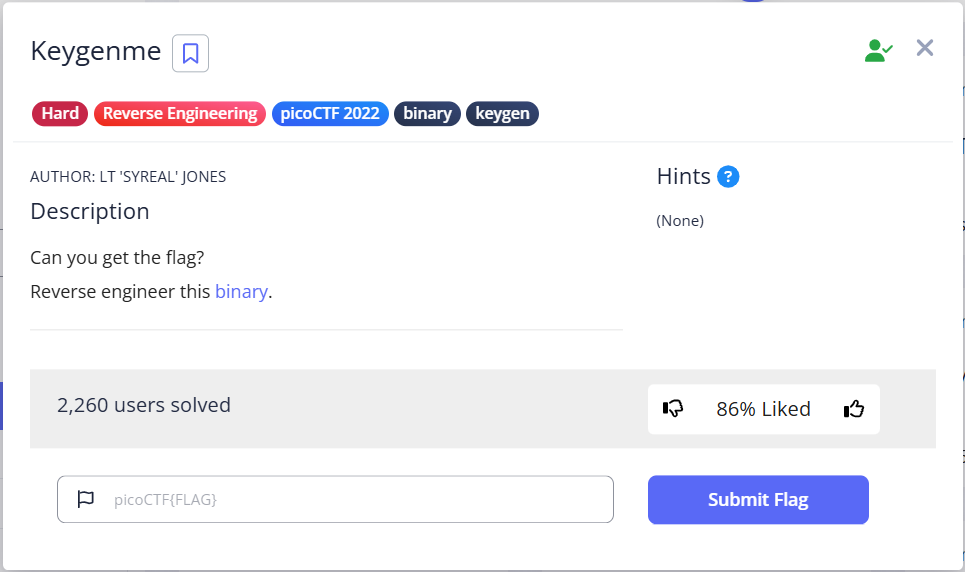 Keygenme
Hard Reverse Engineering picoCTF 2022 binary keygen
AUTHOR: LT 'SYREAL' JONES
Description
Can you get the flag?
Reverse engineer this binary.
Hints ?
(None)
2,260 users solved
86% Liked
picoCTF{FLAG}
Submit Flag